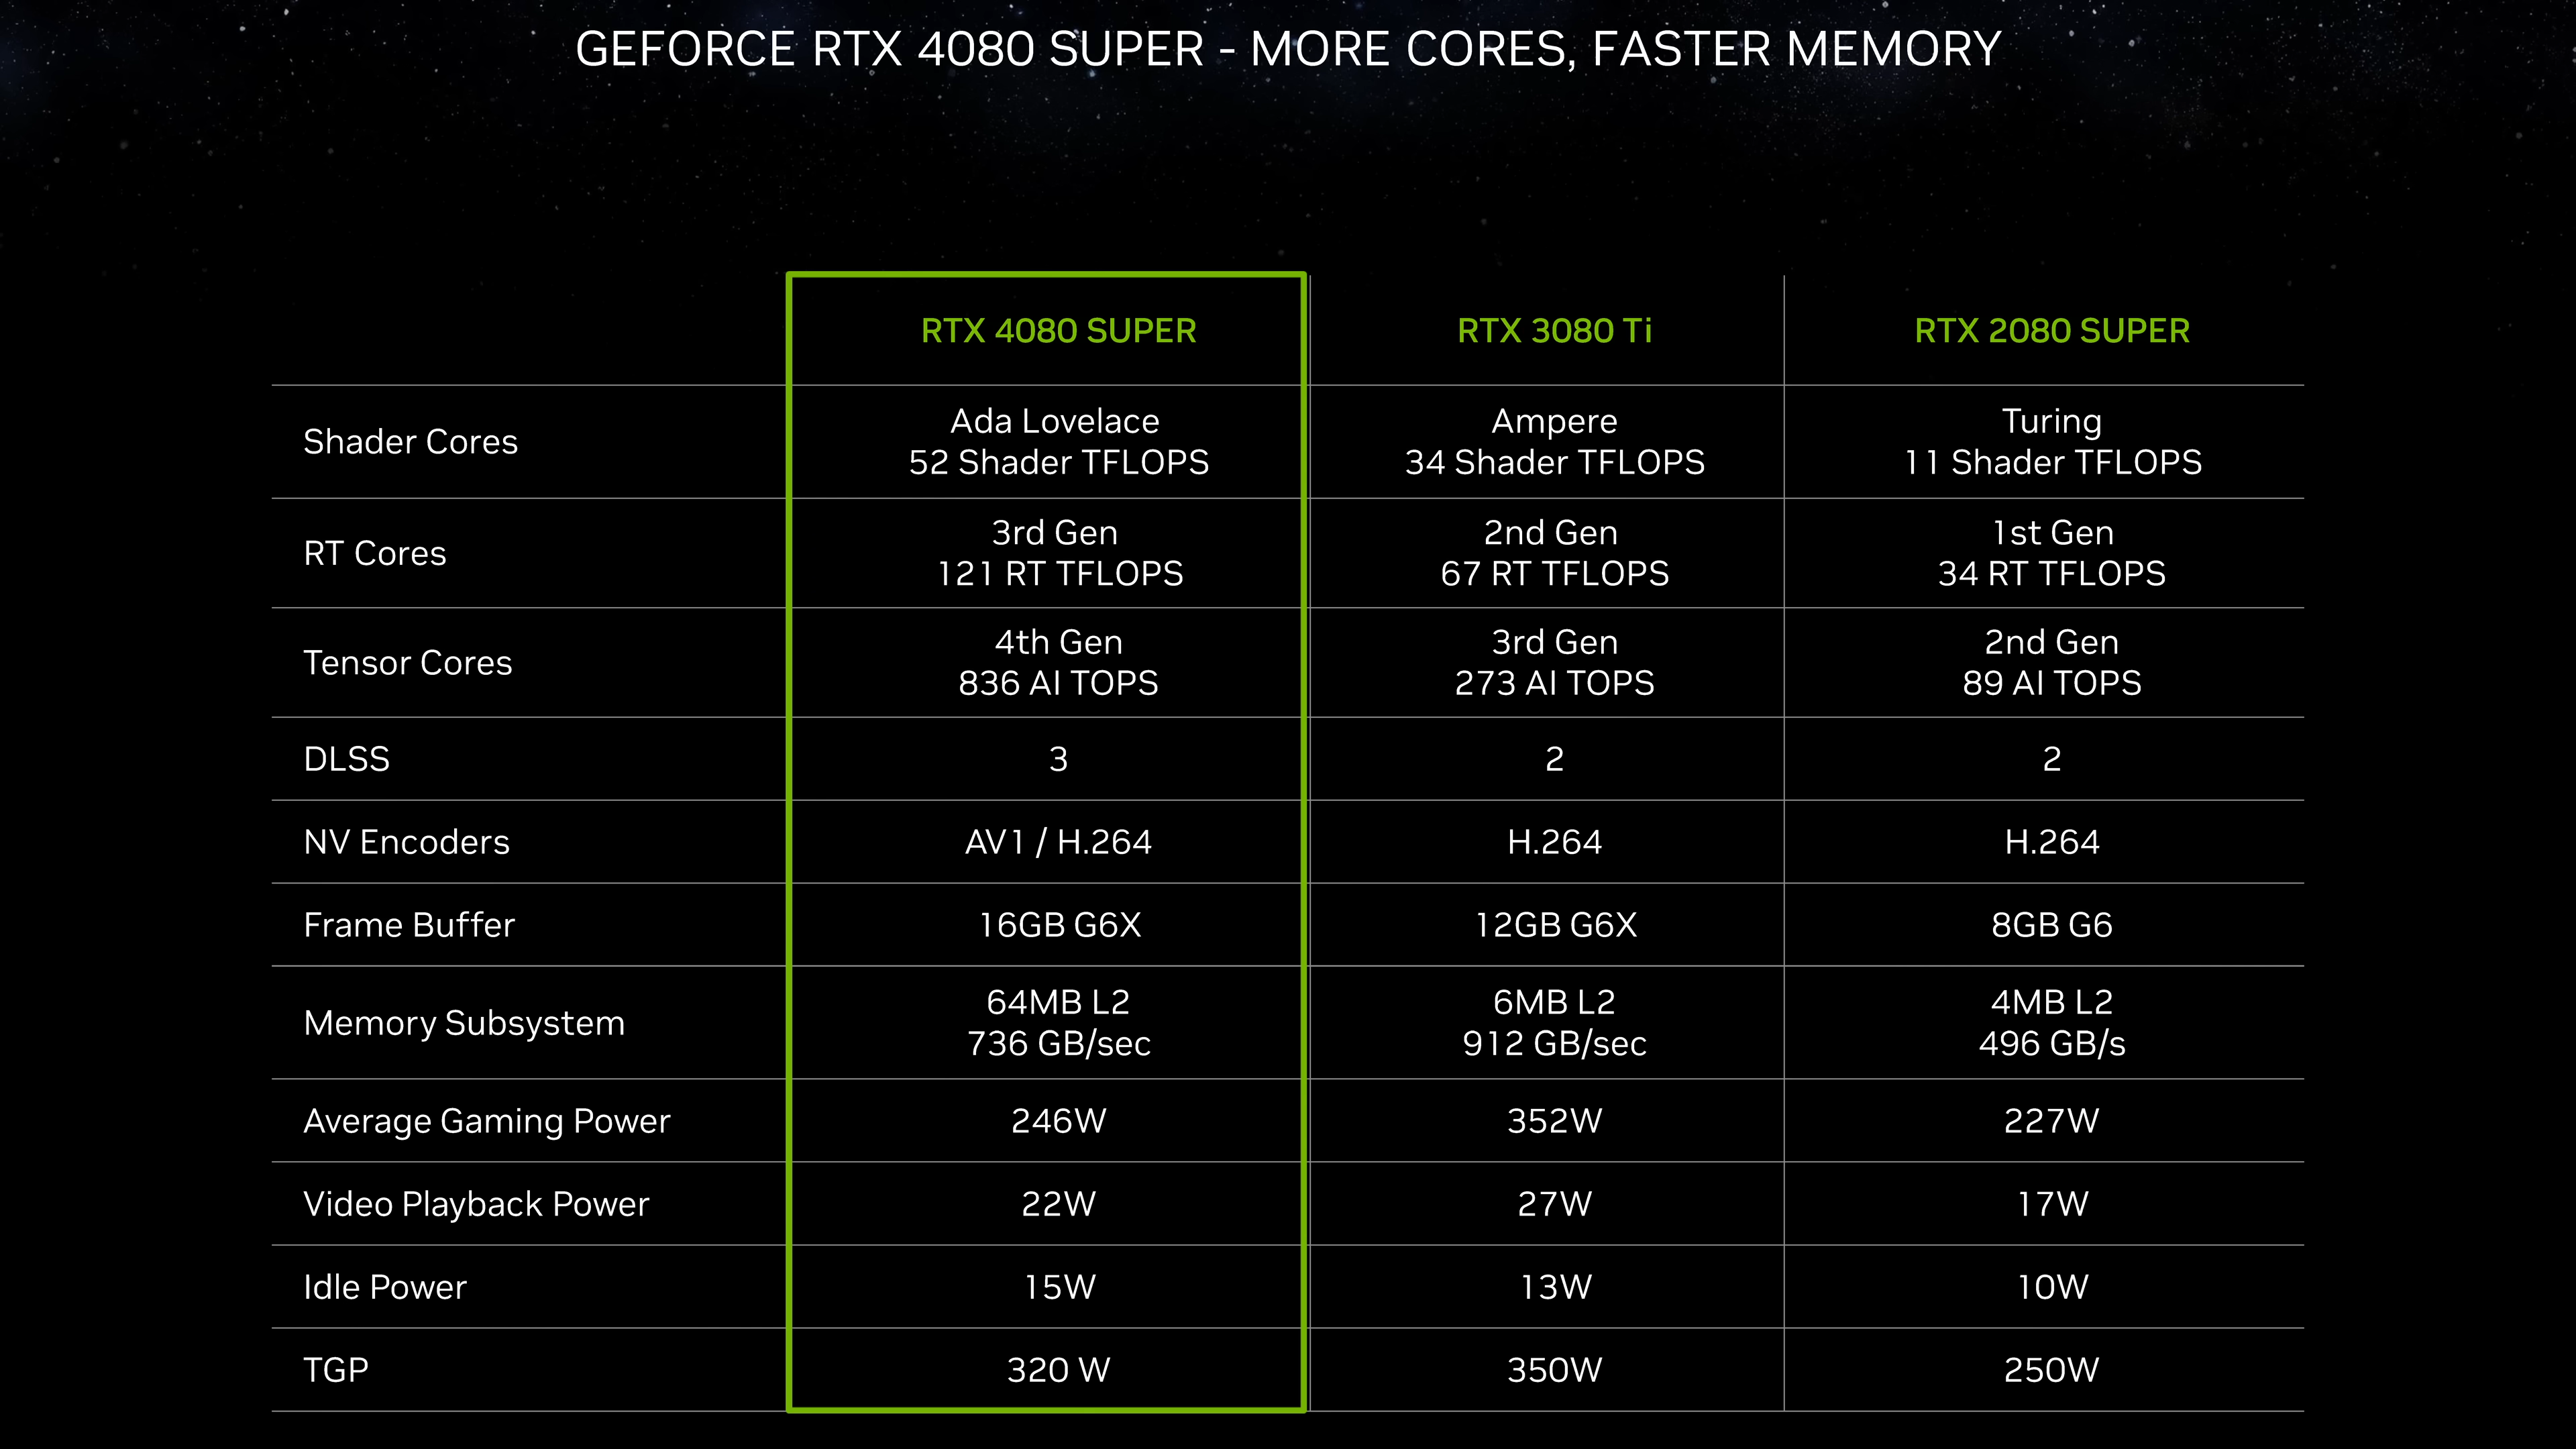 GEFORCE RTX 4080 SUPER - MORE CORES, FASTER MEMORY
RTX 4080 SUPER RTX 3080 Ti RTX 2080 SUPER
Shader Cores
Ada Lovelace
52 Shader TFLOPS
Ampere
34 Shader TFLOPS
Turing
11 Shader TFLOPS
RT Cores
3rd Gen
121 RT TFLOPS
2nd Gen
67 RT TFLOPS
1st Gen
34 RT TFLOPS
Tensor Cores
4th Gen
836 AI TOPS
3rd Gen
273 AI TOPS
2nd Gen
89 AI TOPS
DLSS 3 2 2
NV Encoders AV1 / H.264 H.264 H.264
Frame Buffer 16GB G6X 12GB G6X 8GB G6
Memory Subsystem
64MB L2
736 GB/sec
6MB L2
912 GB/sec
4MB L2
496 GB/s
Average Gaming Power 246W 352W 227W
Video Playback Power 22W 27W 17W
Idle Power 15W 13W 10W
TGP 320 W 350W 250W